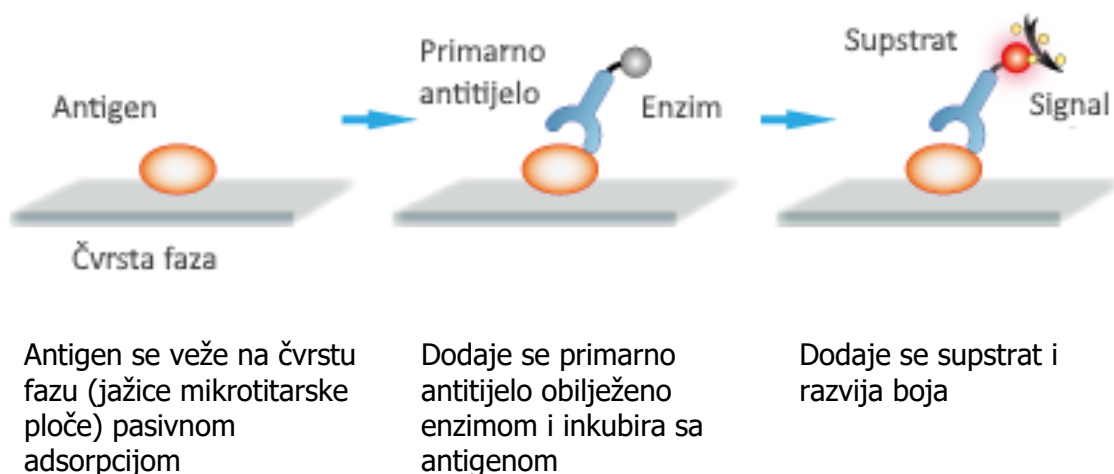 Antigen
Čvrsta faza
Primarno
antitijelo
Enzim
Supstrat
Signal
Antigen se veže na čvrstu
fazu (jažice mikrotitarske
ploče) pasivnom
adsorpcijom
Dodaje se primarno
antitijelo obilježeno
enzimom i inkubira sa
antigenom
Dodaje se supstrat i
razvija boja